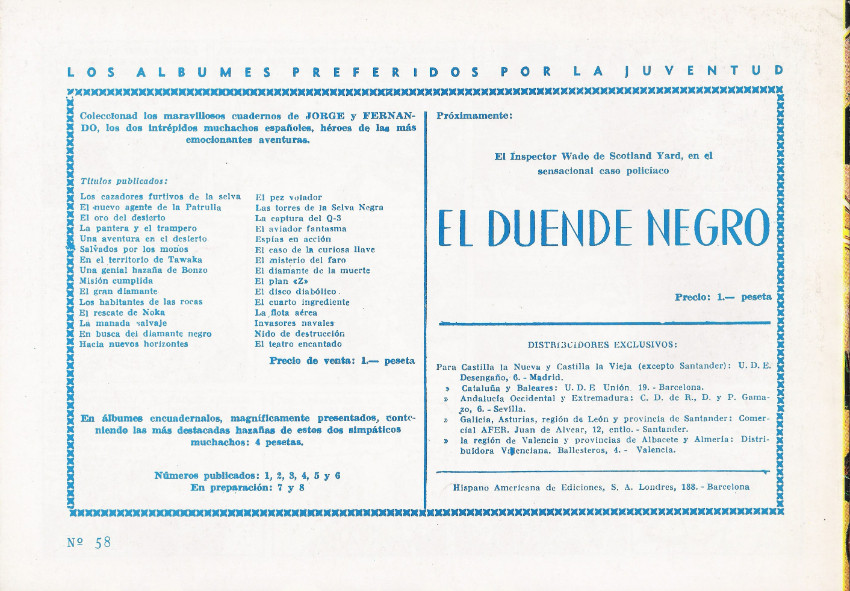 LOS ALBUMES PREFERIDOS POR LA JUVENTUD
Coleccionad los maravillosos cuadernos de JORGE y FERNAN-
DO, los dos intrépidos muchachos españoles, héroes de las más
emocionantes aventuras.
Títulos publicados:
Los cazadores furtivos de la selva
El nuevo agente de la Patrulla
El oro del desierto
La pantera y el trampero
Una aventura en el desierto
Salvados por los monos
En el territorio de Tawaka
Una genial hazaña de Bonzo
Misión cumplida
El gran diamante
Los habitantes de las rocas
El rescate de Noka
La manada salvaje
En busca del diamante negro
Hacia nuevos horizontes
El pez volador
Las torres de la Selva Negra
La captura del Q-3
El aviador fantasma
Espías en acción
El caso de la curiosa llave
El misterio del faro
El diamante de la muerte
El plan «Z»
El disco diabólico
El cuarto ingrediente
La flota aérea
Invasores navales
Nido de destrucción
El teatro encantado
Precio de venta: 1.— peseta
En álbumes encuadernalos, magníficamente presentados, conte-
niendo las más destacadas hazañas de estos dos simpáticos
muchachos: 4 pesetas.
Números publicados: 1, 2, 3, 4, 5 y 6
En preparación: 7 y 8
Próximamente:
El Inspector Wade de Scotland Yard, en el
sensacional caso policíaco
EL DUENDE NEGRO
Precio: 1.— peseta
DISTRIBUIDORES EXCLUSIVOS:
Para Castilla la Nueva y Castilla la Vieja (excepto Santander): U. D. E.
Desengaño, 6. - Madrid.
» Cataluña y Baleares: U. D. E Unión 19. - Barcelona.
» Andalucía Occidental y Extremadura: C. D. de R., D. y P. Gama-
zo, 6. - Sevilla.
» Galicia, Asturias, región de León y provincia de Santander: Comer-
cial AFER. Juan de Alvear, 12, entlo. - Santander.
» la región de Valencia y provincias de Albacete y Almería: Distri-
buidora Valenciana. Ballesteros, 4. - Valencia.
Hispano Americana de Ediciones, S. A. Londres, 188. - Barcelona
Nº 58